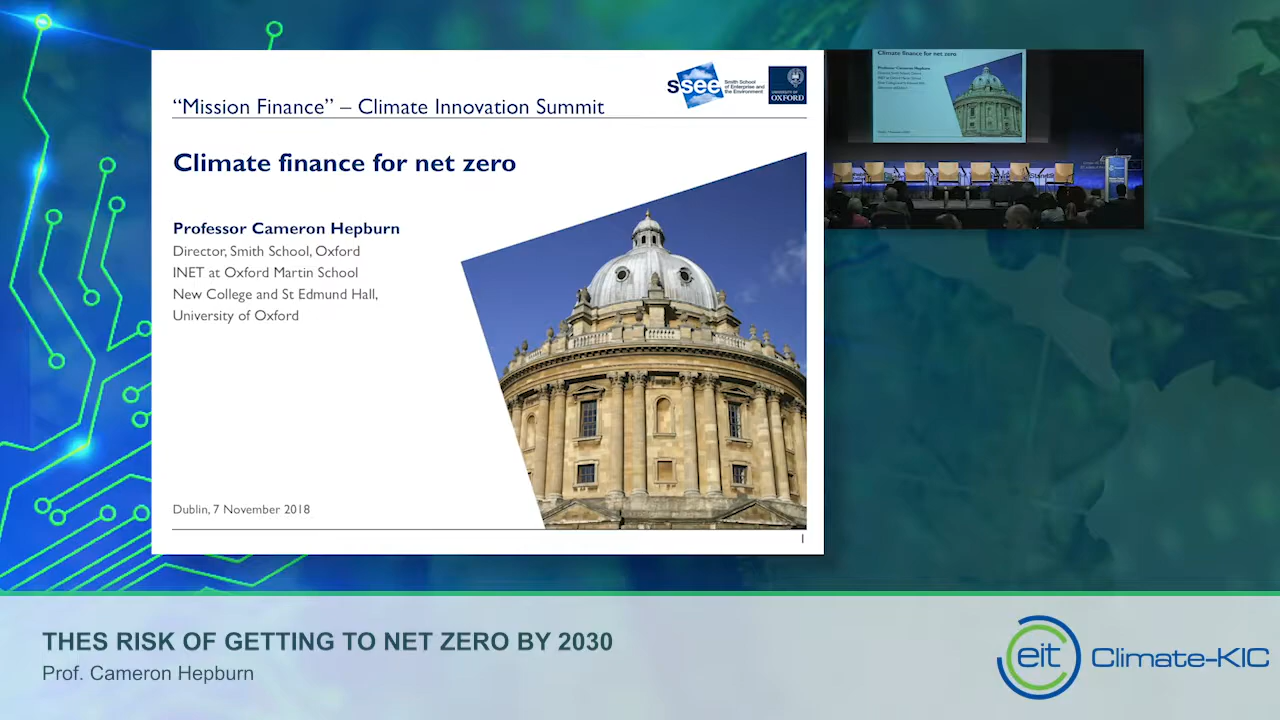 “Mission Finance” – Climate Innovation Summit
ssee
Smith School
of Enterprise and
the Environment
UNIVERSITY OF
OXFORD
Climate finance for net zero
Professor Cameron Hepburn
Director, Smith School, Oxford
INET at Oxford Martin School
New College and St Edmund Hall,
University of Oxford
Dublin, 7 November 2018
1
Climate finance for net zero
Professor Cameron Hepburn
THES RISK OF GETTING TO NET ZERO BY 2030
Prof. Cameron Hepburn
eit
Climate-KIC